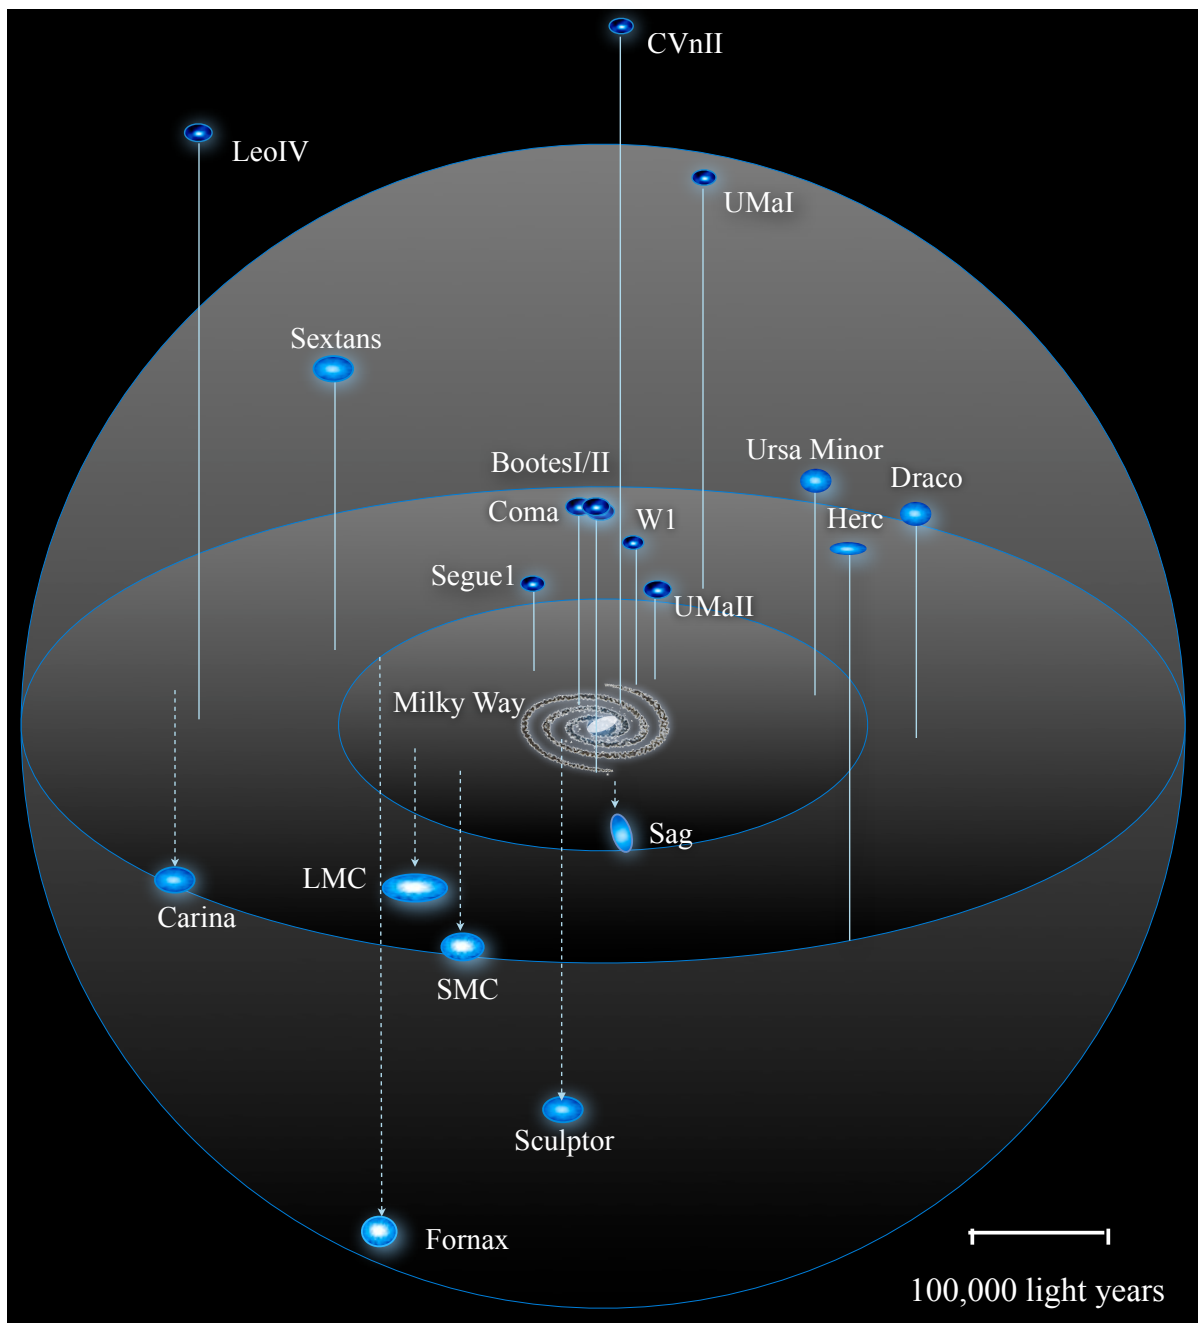 CVnII
LeoIV
UMaI
Sextans
Ursa Minor
BootesI/II
Draco
Coma
W1
Herc
Segue1
UMaII
Milky Way
Sag
LMC
Carina
SMC
Sculptor
Fornax
100,000 light years